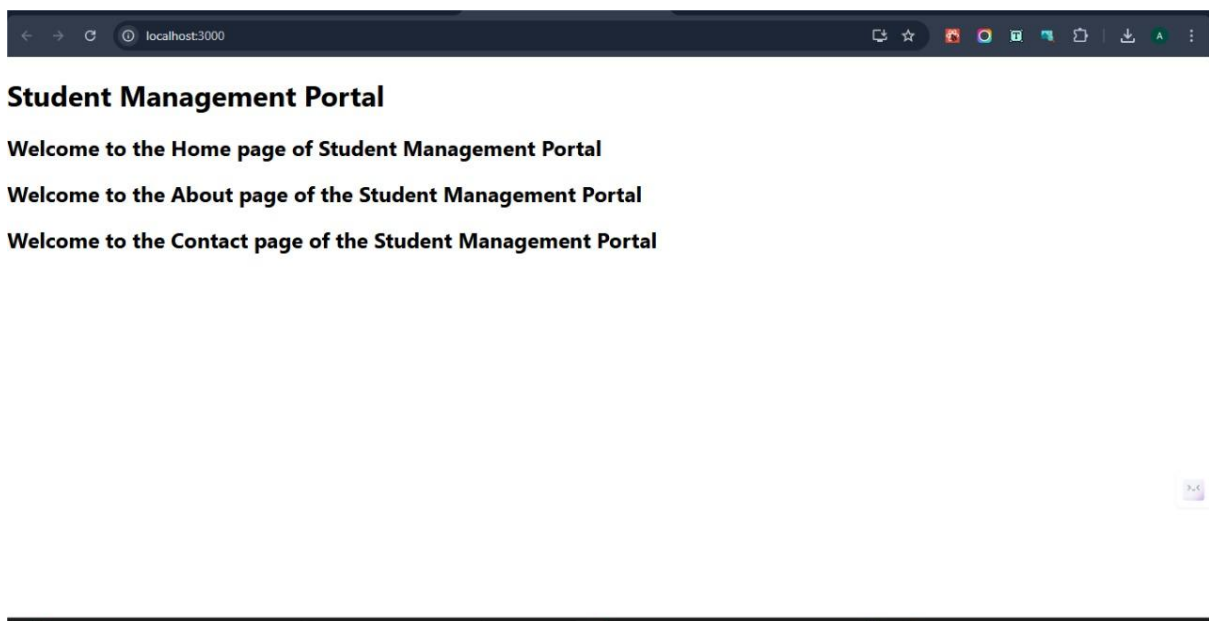 localhost:3000
A
Student Management Portal
Welcome to the Home page of Student Management Portal
Welcome to the About page of the Student Management Portal
Welcome to the Contact page of the Student Management Portal